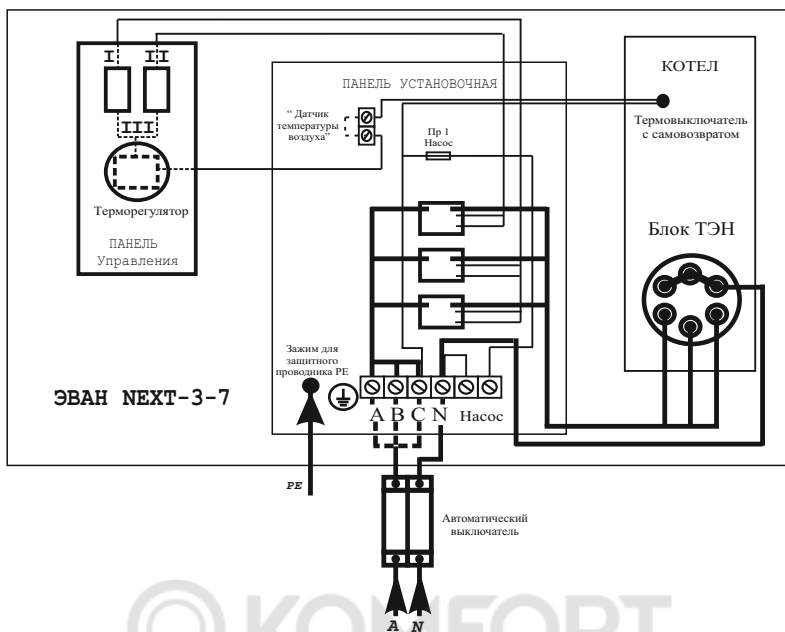 I II
III
Терморегулятор
ПАНЕЛЬ
Управления
ПАНЕЛЬ УСТАНОВОЧНАЯ
“ Датчик
температуры
воздуха”
Пр 1
Насос
КОТЕЛ
Термовыключатель
с самовозвратом
Блок ТЭН
Зажим для
защитного
проводника PE
ЭВАН NEXT-3-7
A B C N Насос
PE
Автоматический
выключатель
A N
KOMFORT